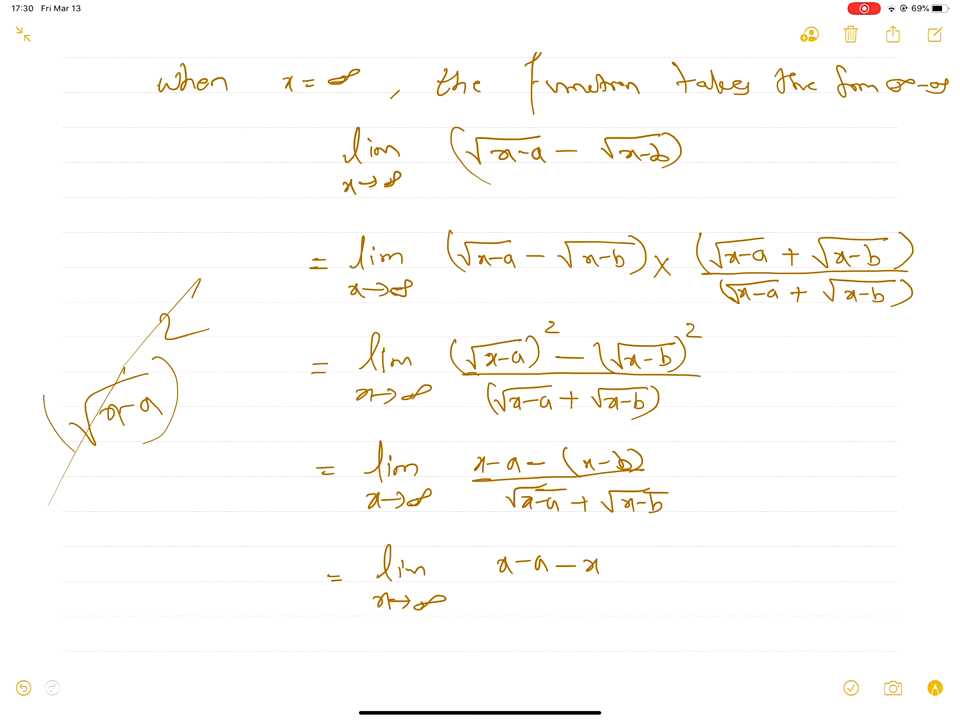 17:30 Fri Mar 13 69%
when x = ∞, the function takes the form ∞-∞
lim x→∞ (√x-a - √x-b)
= lim x→∞ (√x-a - √x-b) × (√x-a + √x-b) / (√x-a + √x-b)
= lim x→∞ (√x-a)² - (√x-b)² / (√x-a + √x-b)
(√x-a)²
= lim x→∞ x-a-(x-b) / √x-a + √x-b
= lim x→∞ x-a-x